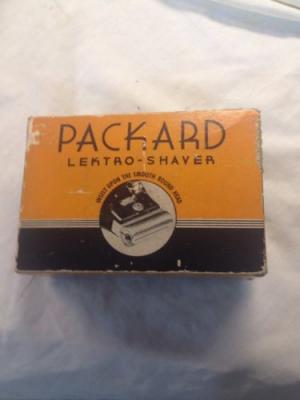 PACKARD
LEKTRO-SHAVER
INSIST UPON THE SMOOTH ROUND HEAD